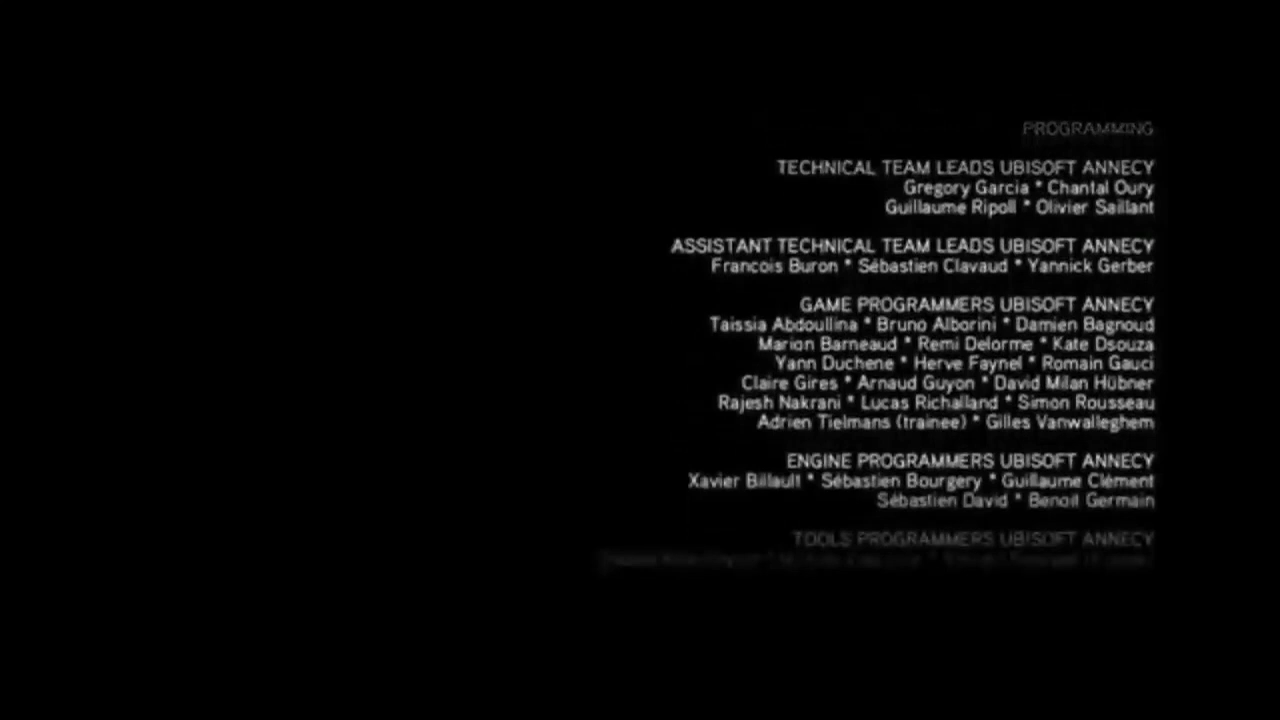 PROGRAMMING
TECHNICAL TEAM LEADS UBISOFT ANNECY
Gregory Garcia * Chantal Oury
Guillaume Ripoll * Olivier Saillant
ASSISTANT TECHNICAL TEAM LEADS UBISOFT ANNECY
Francois Buron * Sébastien Clavaud * Yannick Gerber
GAME PROGRAMMERS UBISOFT ANNECY
Taissia Abdoullina * Bruno Alborini * Damien Bagnoud
Marion Barneaud * Remi Delorme * Kate Dsouza
Yann Duchene * Herve Faynel * Romain Gauci
Claire Gires * Arnaud Guyon * David Milan Hübner
Rajesh Nakrani * Lucas Richalland * Simon Rousseau
Adrien Tielmans (trainee) * Gilles Vanwalleghem
ENGINE PROGRAMMERS UBISOFT ANNECY
Xavier Billault * Sébastien Bourgery * Guillaume Clément
Sébastien David * Benoit Germain
TOOLS PROGRAMMERS UBISOFT ANNECY